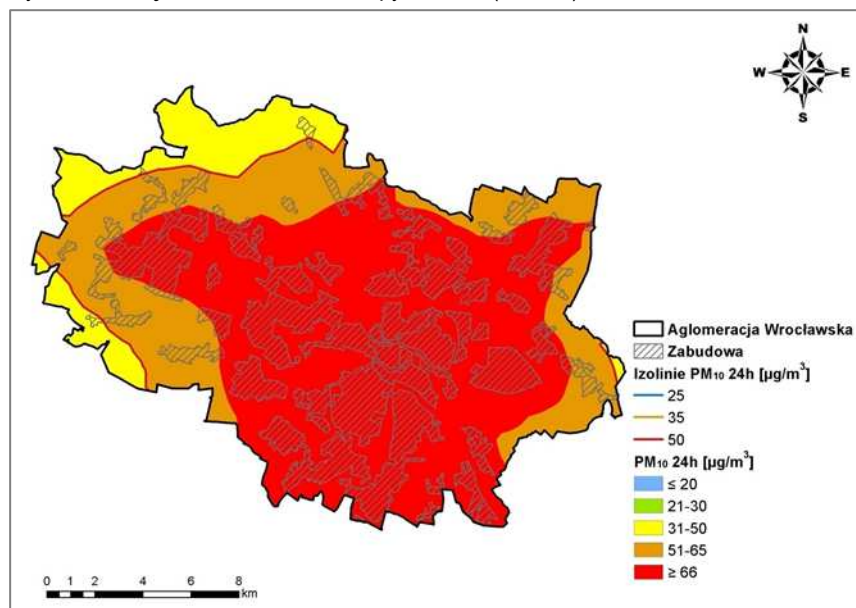 N
W E
S
Aglomeracja Wrocławska
Zabudowa
Izolinie PM10 24h [µg/m³]
25
35
50
PM10 24h [µg/m³]
≤ 20
21-30
31-50
51-65
≥ 66
0 1 2 4 6 8
km